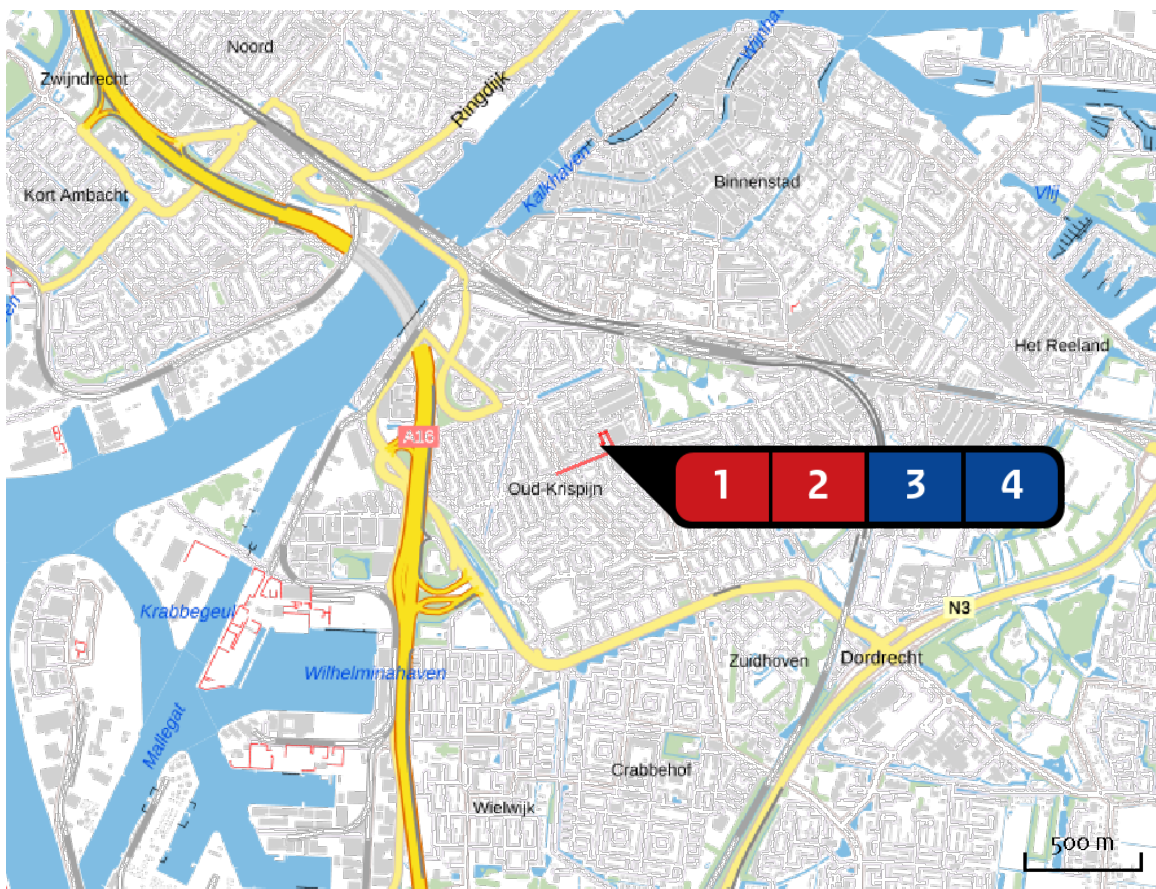 Noord
Zwijndrecht
Ringdijk
Kort Ambacht
Kalkhaven
Binnenstad
Vlij
Het Reeland
A16
Oud-Krispijn
1 2 3 4
Krabbegeul
N3
Wilhelminahaven
Zuidhoven
Dordrecht
Mallegat
Crabbehof
Wielwijk
500 m